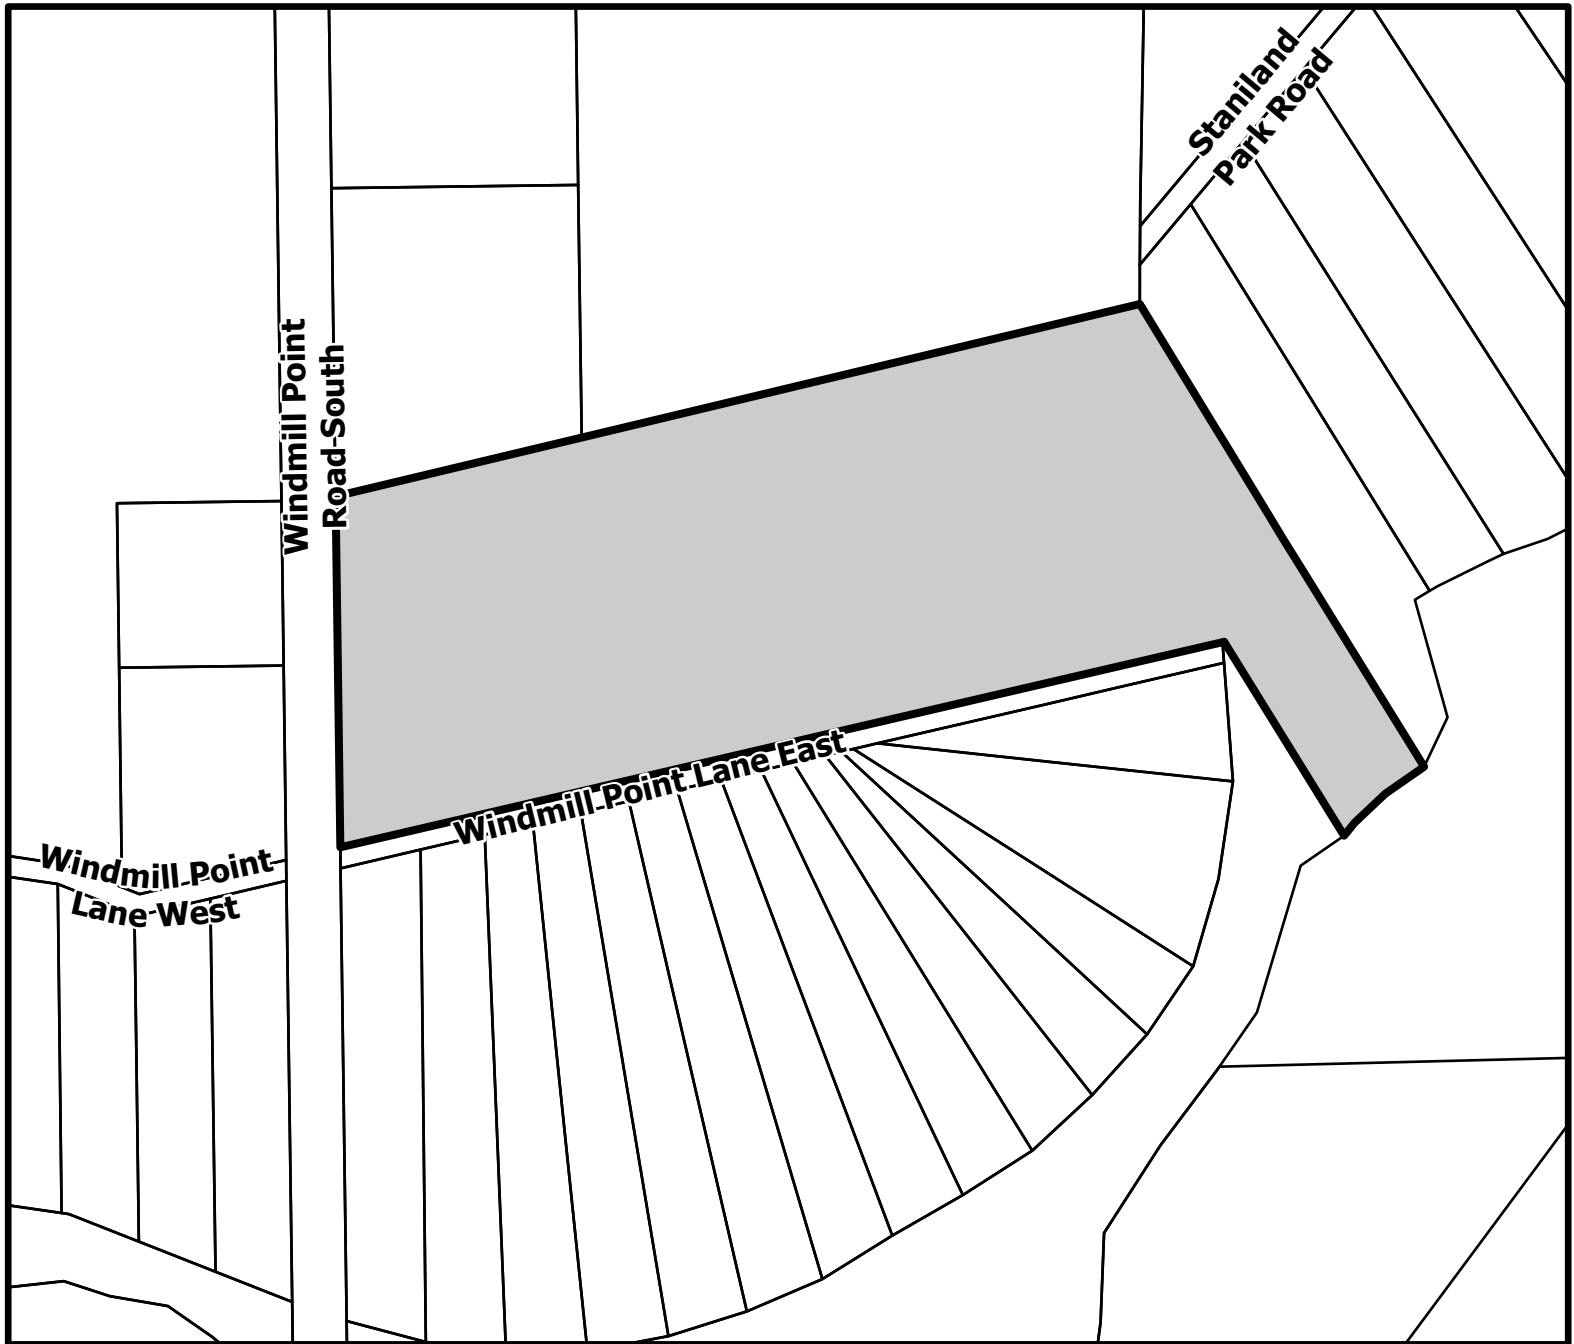 Staniland
Park Road
Windmill Point
Road South
Windmill Point Lane East
Windmill Point
Lane West